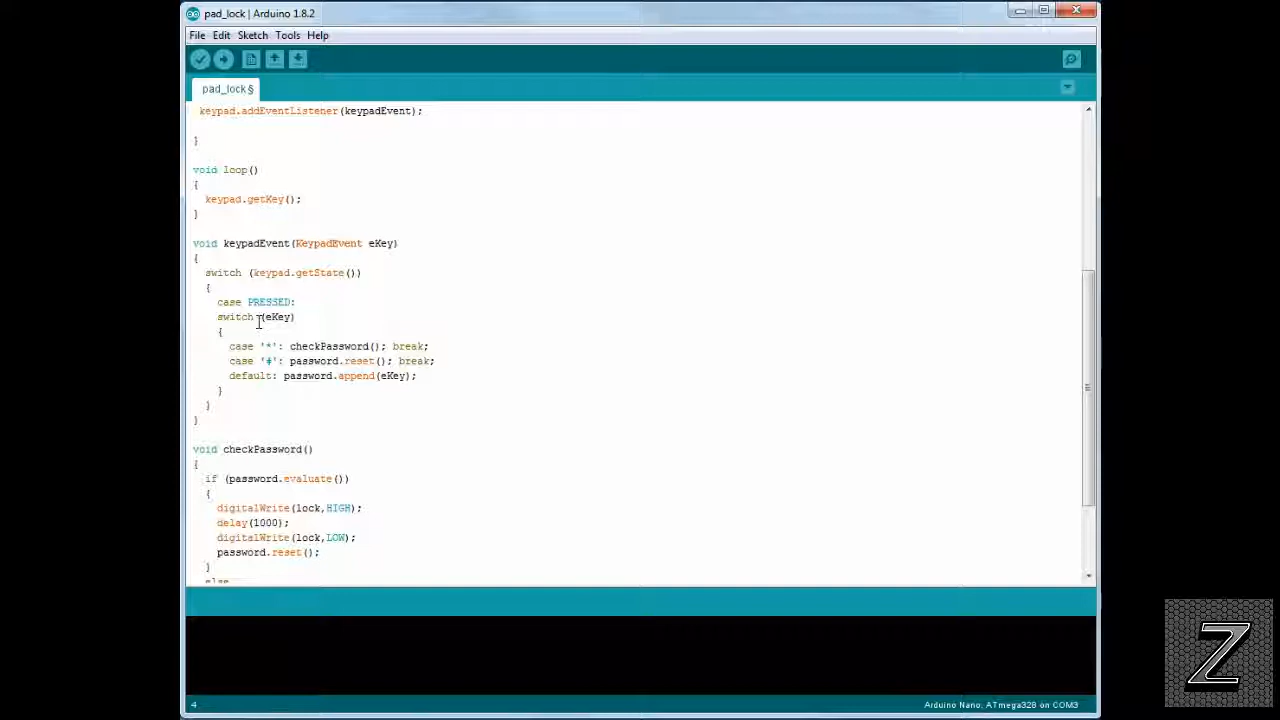 pad_lock | Arduino 1.8.2
File Edit Sketch Tools Help
pad_lock §
keypad.addEventListener(keypadEvent);
}
void loop()
{
keypad.getKey();
}
void keypadEvent(KeypadEvent eKey)
{
switch (keypad.getState())
{
case PRESSED:
switch (eKey)
{
case '*': checkPassword(); break;
case '#': password.reset(); break;
default: password.append(eKey);
}
}
}
void checkPassword()
{
if (password.evaluate())
{
digitalWrite(lock,HIGH);
delay(1000);
digitalWrite(lock,LOW);
password.reset();
}
else
4
Arduino Nano, ATmega328 on COM3
Z